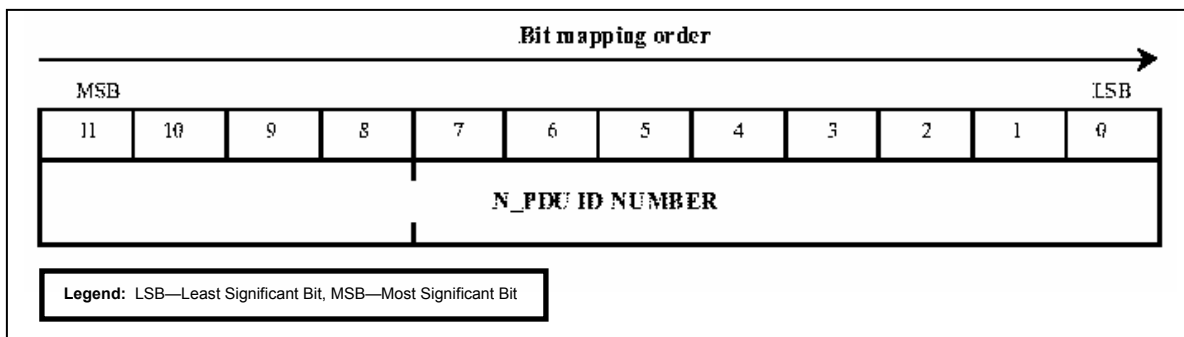 Bit mapping order
MSB LSB
11 10 9 8 7 6 5 4 3 2 1 0
N_PDU ID NUMBER
Legend: LSB—Least Significant Bit, MSB—Most Significant Bit